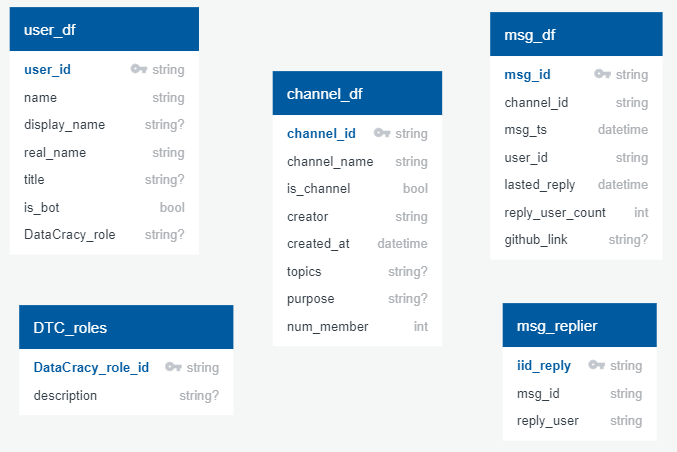 user_df
user_id string
name string
display_name string?
real_name string
title string?
is_bot bool
DataCracy_role string?
DTC_roles
DataCracy_role_id string
description string?
channel_df
channel_id string
channel_name string
is_channel bool
creator string
created_at datetime
topics string?
purpose string?
num_member int
msg_df
msg_id string
channel_id string
msg_ts datetime
user_id string
lasted_reply datetime
reply_user_count int
github_link string?
msg_replier
iid_reply string
msg_id string
reply_user string